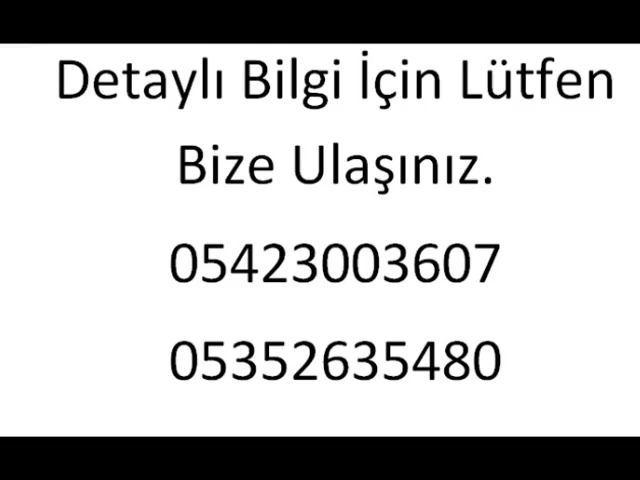 Detaylı Bilgi İçin Lütfen
Bize Ulaşınız.
05423003607
05352635480